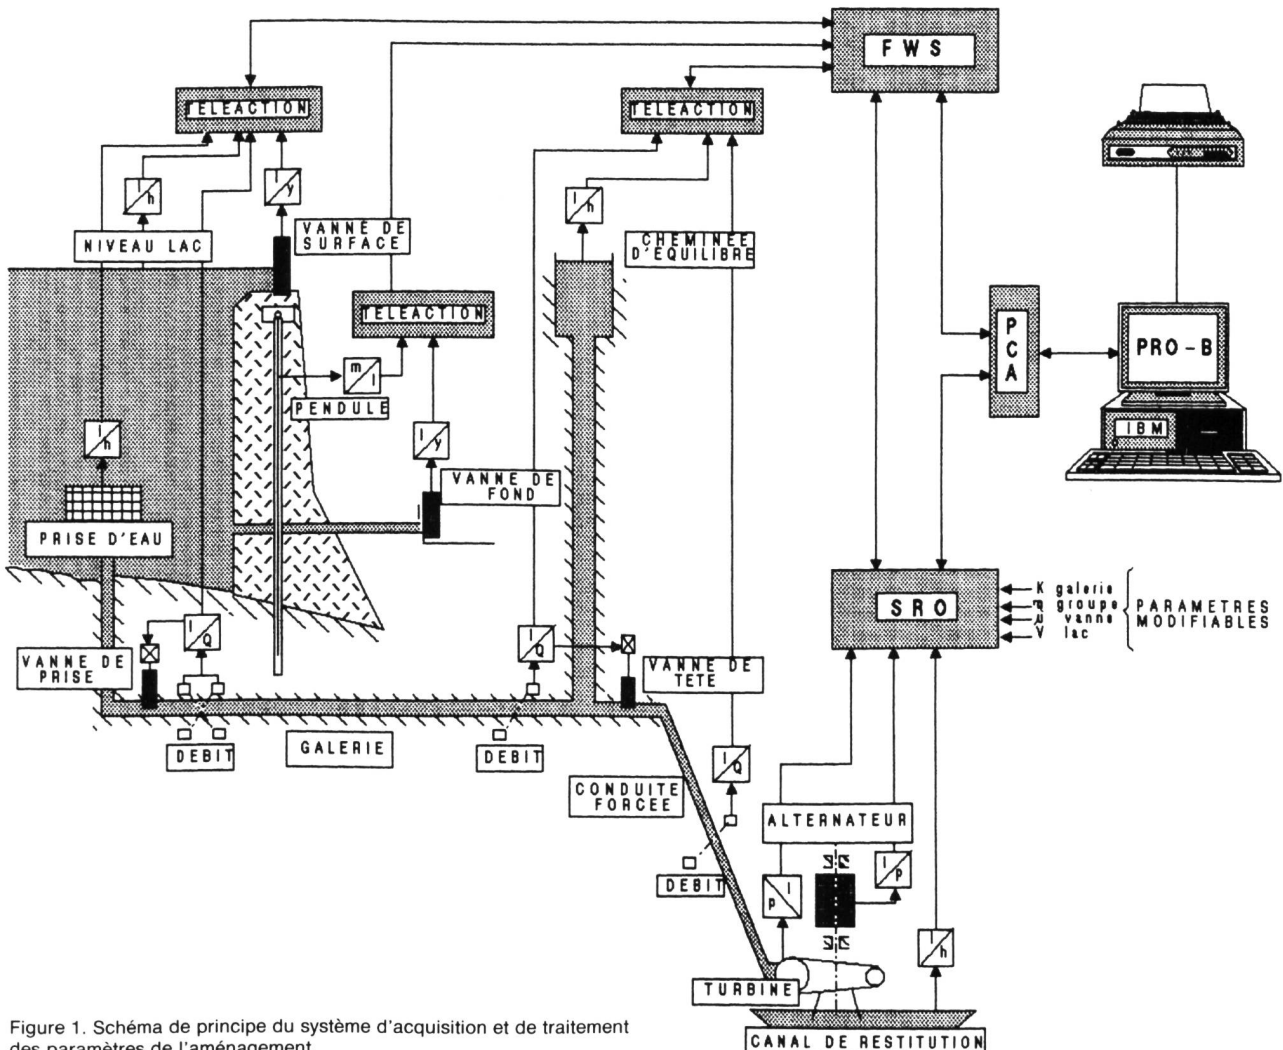 FWS
TELEACTION
TELEACTION
I h
I y
I h
VANNE DE
SURFACE
NIVEAU LAC
CHEMINEE
D'EQUILIBRE
TELEACTION
PCA
PRO-B
m I
PENDULE
IBM
I h
I y
VANNE DE
FOND
PRISE D'EAU
SRO
K galerie
m groupe
μ vanne
V lac
PARAMETRES
MODIFIABLES
I Q
I Q
VANNE DE
PRISE
VANNE DE
TETE
DEBIT
GALERIE
DEBIT
I Q
CONDUITE
FORCEE
ALTERNATEUR
DEBIT
p I
I p
I h
TURBINE
CANAL DE RESTITUTION
Figure 1. Schéma de principe du système d'acquisition et de traitement
des paramètres de l'aménagement